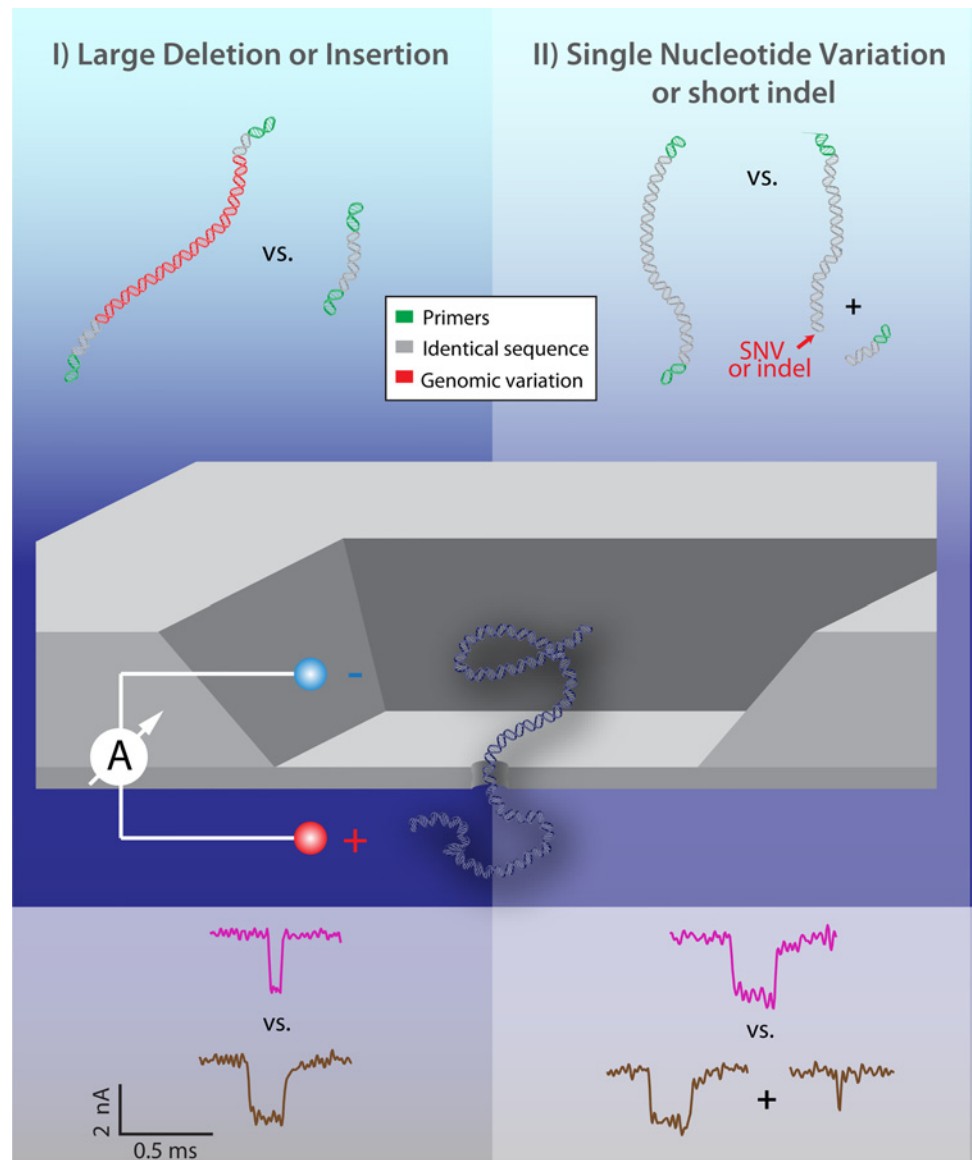 I) Large Deletion or Insertion
II) Single Nucleotide Variation
or short indel
vs.
vs.
+
Primers
Identical sequence
Genomic variation
SNV
or indel
-
A
+
vs.
vs.
+
2 nA
0.5 ms